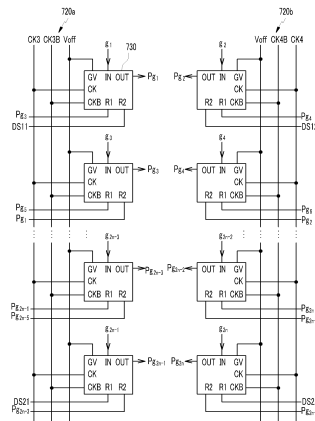 720a 720b
CK3 CK3B Voff 730 Voff CK4B CK4
g1 g2
GV IN OUT Pg1 Pg2 OUT IN GV
CK CK
CKB R1 R2 R2 R1 CKB
Pg3 Pg4
DS11 DS12
g3 g4
GV IN OUT Pg3 Pg4 OUT IN GV
CK CK
CKB R1 R2 R2 R1 CKB
Pg5 Pg6
Pg1 Pg2
g2n-3 g2n-2
GV IN OUT Pg2n-3 Pg2n-2 OUT IN GV
CK CK
CKB R1 R2 R2 R1 CKB
Pg2n-1
Pg2n-5
g2n-1 g2n
GV IN OUT Pg2n-1 Pg2n OUT IN GV
CK CK
CKB R1 R2 R2 R1 CKB
DS21 DS2
Pg2n-3